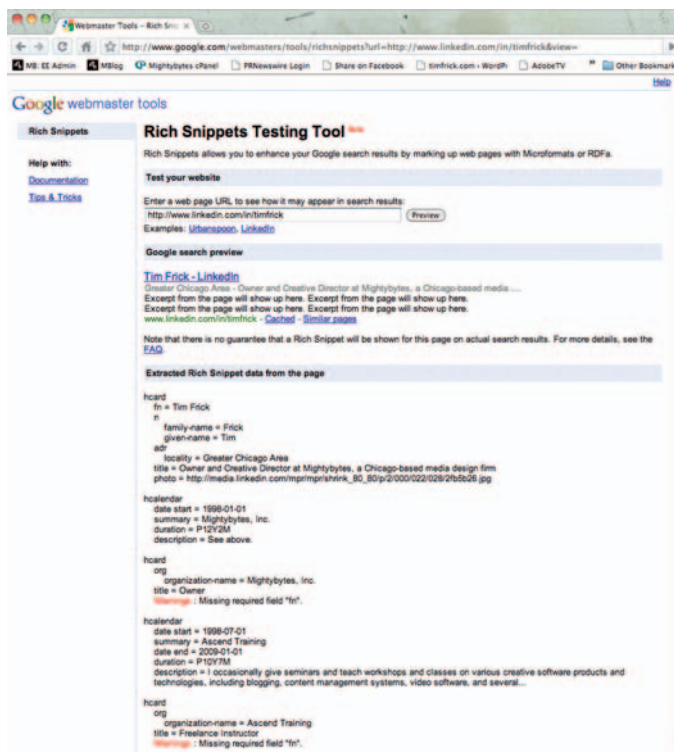 Webmaster Tools – Rich Sni
http://www.google.com/webmasters/tools/richsnippets?url=http://www.linkedin.com/in/timfrick&view=
MB: EE Admin MBlog Mightybytes cPanel PRNewswire Login Share on Facebook timfrick.com › WordPr AdobeTV » Other Bookmark
Help
Google webmaster tools
Rich Snippets
Help with:
Documentation
Tips & Tricks
Rich Snippets Testing Tool
Rich Snippets allows you to enhance your Google search results by marking up web pages with Microformats or RDFa.
Test your website
Enter a web page URL to see how it may appear in search results:
http://www.linkedin.com/in/timfrick Preview
Examples: Urbanspoon, LinkedIn
Google search preview
Tim Frick - LinkedIn
Greater Chicago Area - Owner and Creative Director at Mightybytes, a Chicago-based media ....
Excerpt from the page will show up here. Excerpt from the page will show up here.
Excerpt from the page will show up here. Excerpt from the page will show up here.
www.linkedin.com/in/timfrick - Cached - Similar pages
Note that there is no guarantee that a Rich Snippet will be shown for this page on actual search results. For more details, see the
FAQ.
Extracted Rich Snippet data from the page
hcard
fn = Tim Frick
n
family-name = Frick
given-name = Tim
adr
locality = Greater Chicago Area
title = Owner and Creative Director at Mightybytes, a Chicago-based media design firm
photo = http://media.linkedin.com/mpr/mpr/shrink_80_80/p/2/000/022/028/2fb5b26.jpg
hcalendar
date start = 1998-01-01
summary = Mightybytes, Inc.
duration = P12Y2M
description = See above.
hcard
org
organization-name = Mightybytes, Inc.
title = Owner
Warnings : Missing required field "fn".
hcalendar
date start = 1998-07-01
summary = Ascend Training
date end = 2009-01-01
duration = P10Y7M
description = I occasionally give seminars and teach workshops and classes on various creative software products and
technologies, including blogging, content management systems, video software, and several...
hcard
org
organization-name = Ascend Training
title = Freelance Instructor
Warnings : Missing required field "fn".